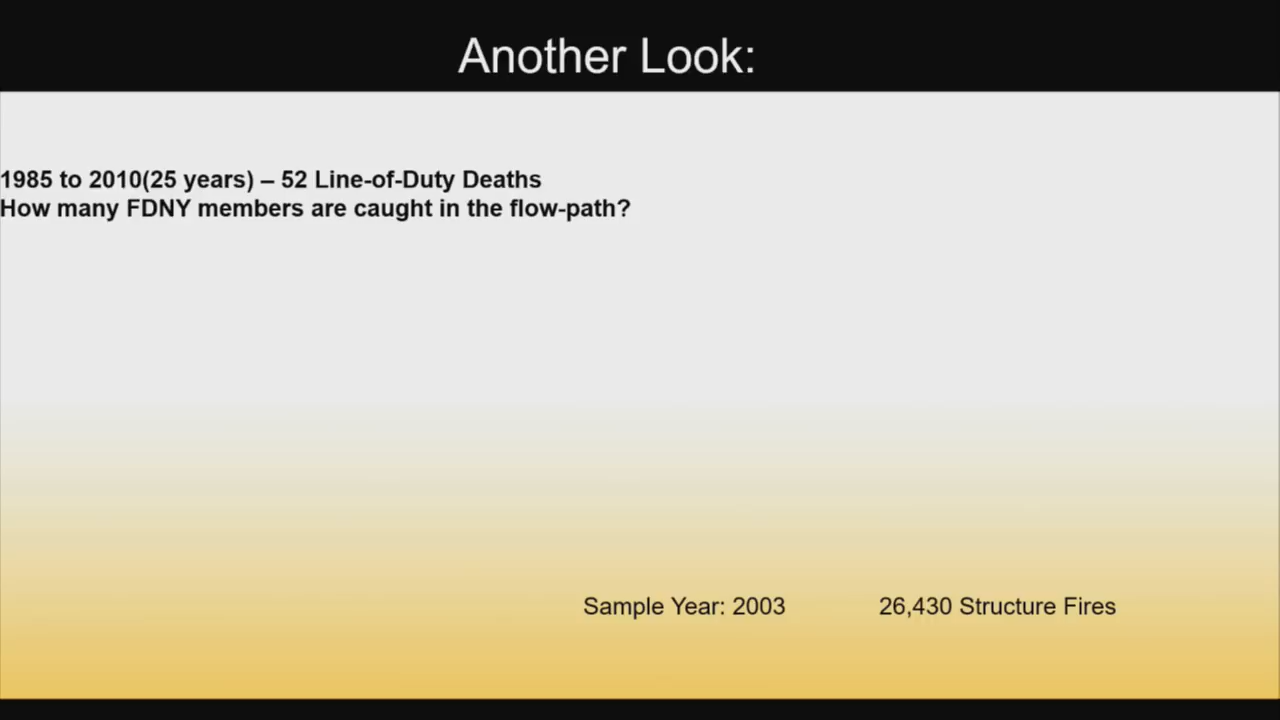 Another Look:
1985 to 2010(25 years) – 52 Line-of-Duty Deaths
How many FDNY members are caught in the flow-path?
Sample Year: 2003 26,430 Structure Fires